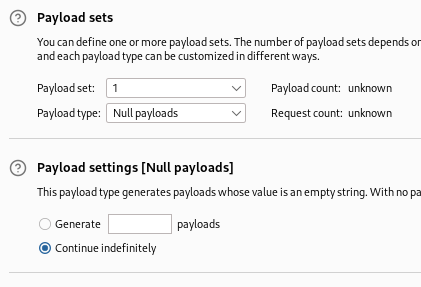 Payload sets
You can define one or more payload sets. The number of payload sets depends on
and each payload type can be customized in different ways.
Payload set: 1 Payload count: unknown
Payload type: Null payloads Request count: unknown
Payload settings [Null payloads]
This payload type generates payloads whose value is an empty string. With no pa
Generate payloads
Continue indefinitely